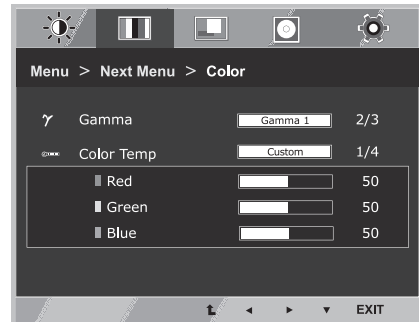 Menu > Next Menu > Color
γ Gamma Gamma 1 2/3
Color Temp Custom 1/4
Red 50
Green 50
Blue 50
EXIT